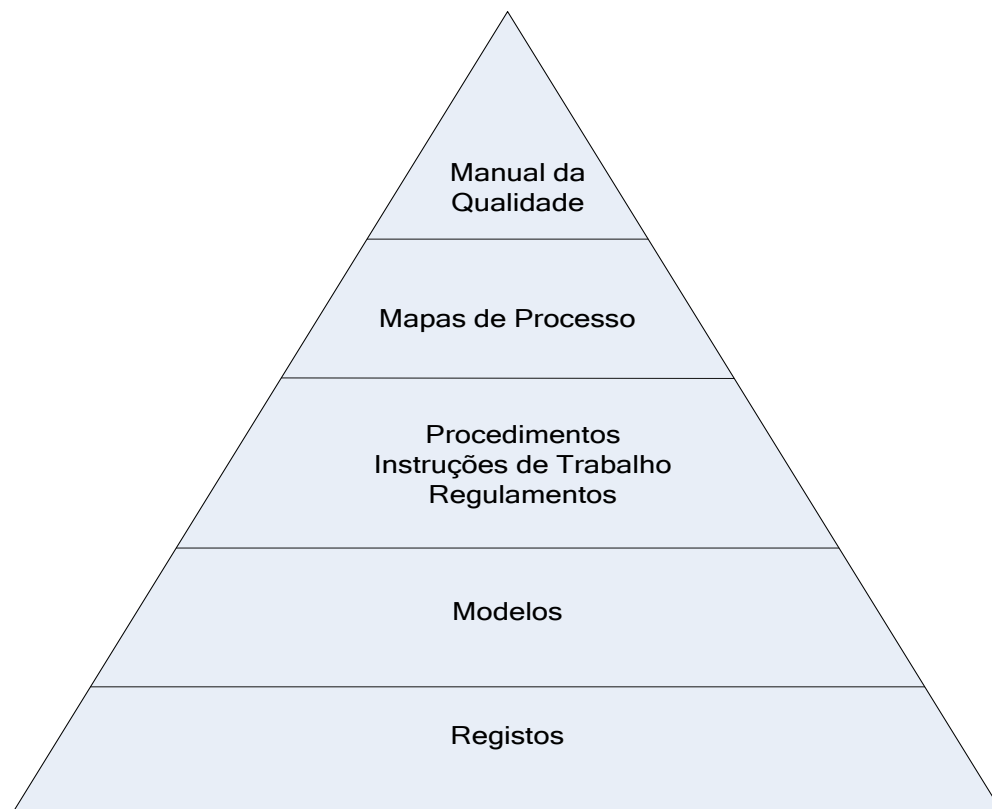 Manual da
Qualidade
Mapas de Processo
Procedimentos
Instruções de Trabalho
Regulamentos
Modelos
Registos